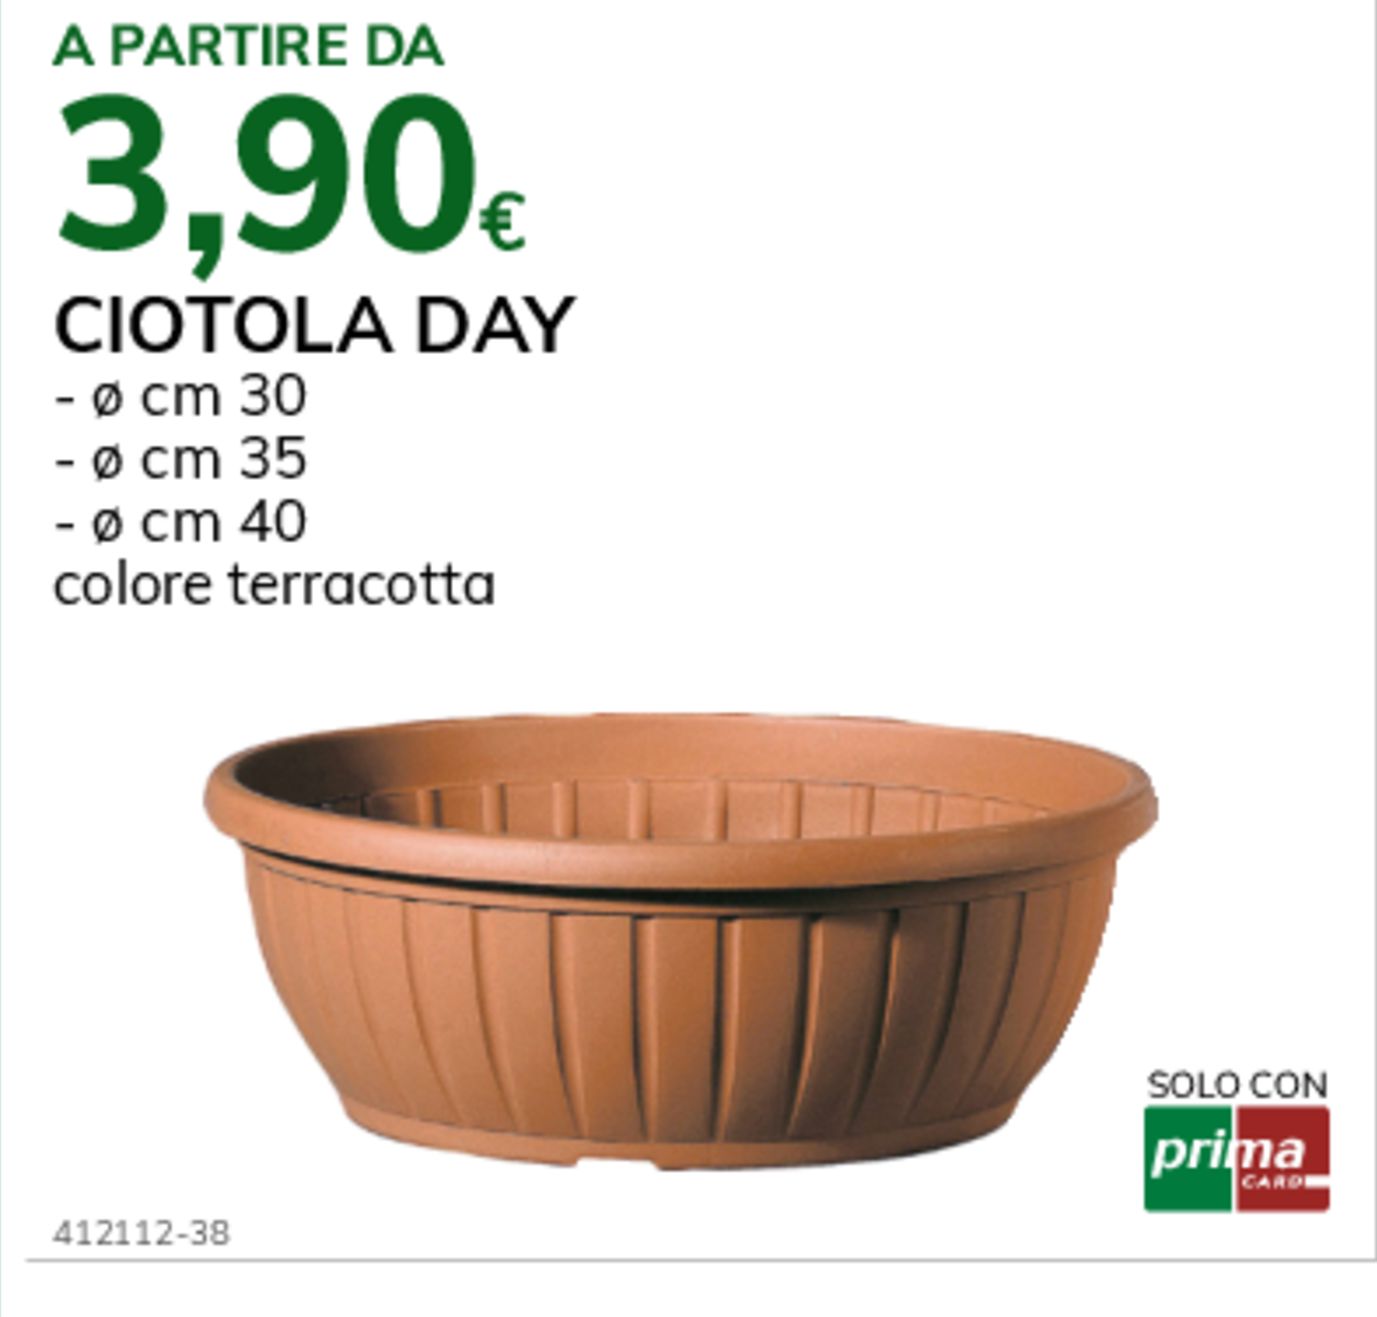 A PARTIRE DA
3,90€
CIOTOLA DAY
- ø cm 30
- ø cm 35
- ø cm 40
colore terracotta
SOLO CON
prima
CARD
412112-38